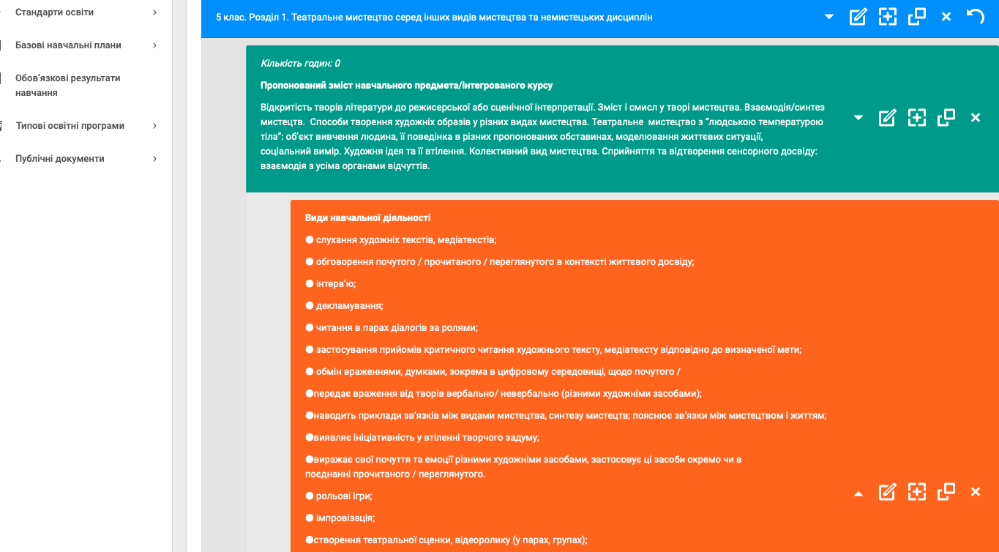 Стандарти освіти
Базові навчальні плани
Обов’язкові результати
навчання
Типові освітні програми
Публічні документи
5 клас. Розділ 1. Театральне мистецтво серед інших видів мистецтва та немистецьких дисциплін
Кількість годин: 0
Пропонований зміст навчального предмета/інтегрованого курсу
Відкритість творів літератури до режисерської або сценічної інтерпретації. Зміст і смисл у творі мистецтва. Взаємодія/синтез
мистецтв.  Способи творення художніх образів у різних видах мистецтва. Театральне  мистецтво з “людською температурою
тіла”: об’єкт вивчення людина, її поведінка в різних пропонованих обставинах, моделювання життєвих ситуації,
соціальний вимір. Художня ідея та її втілення. Колективний вид мистецтва. Сприйняття та відтворення сенсорного досвіду:
взаємодія з усіма органами відчуттів.
Види навчальної діяльності
● слухання художніх текстів, медіатекстів;
● обговорення почутого / прочитаного / переглянутого в контексті життєвого досвіду;
● інтерв’ю;
● декламування;
● читання в парах діалогів за ролями;
● застосування прийомів критичного читання художнього тексту, медіатексту відповідно до визначеної мети;
● обмін враженнями, думками, зокрема в цифровому середовищі, щодо почутого /
●передає враження від творів вербально/ невербально (різними художніми засобами);
●наводить приклади зв’язків між видами мистецтва, синтезу мистецтв; пояснює зв’язки між мистецтвом і життям;
●виявляє ініціативність у втіленні творчого задуму;
●виражає свої почуття та емоції різними художніми засобами, застосовує ці засоби окремо чи в
поєднанні прочитаного / переглянутого.
● рольові ігри;
● імпровізація;
●створення театральної сценки, відеоролику (у парах, групах);